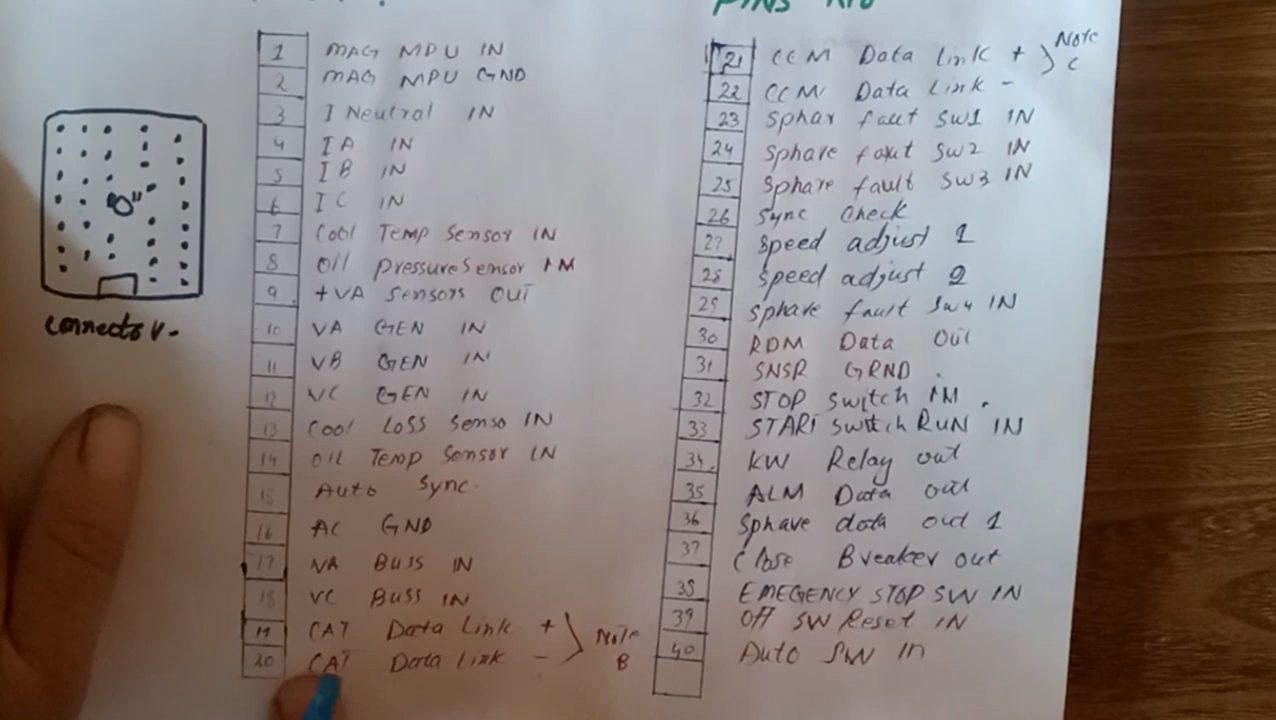 PINS
1 MAG MPU IN
2 MAG MPU GND
3 I Neutral IN
4 IA IN
5 IB IN
6 IC IN
7 Cool Temp Sensor IN
8 Oil Pressure Sensor IM
9 +VA Sensors Out
10 VA GEN IN
11 VB GEN IN
12 VC GEN IN
13 Cool Loss Senso IN
14 Oil Temp Sensor IN
15 Auto Sync.
16 AC GND
17 VA Buss IN
18 VC Buss IN
19 CAT Data Link +
20 CAT Data Link -
Note B
21 CCM Data Link +
22 CCM Data Link -
Note C
23 Sphar fault SW1 IN
24 Sphare fault SW2 IN
25 Sphare fault SW3 IN
26 Sync Check
27 Speed adjust 1
28 Speed adjust 2
29 Sphare fault SW4 IN
30 RDM Data Out
31 SNSR GRND.
32 STOP Switch IM.
33 START Switch RUN IN
34. KW Relay out
35 ALM Data out
36 Sphave data out 1
37 Close Breaker out
38 EMEGENCY STOP SW IN
39 Off SW Reset IN
40 Auto SW In